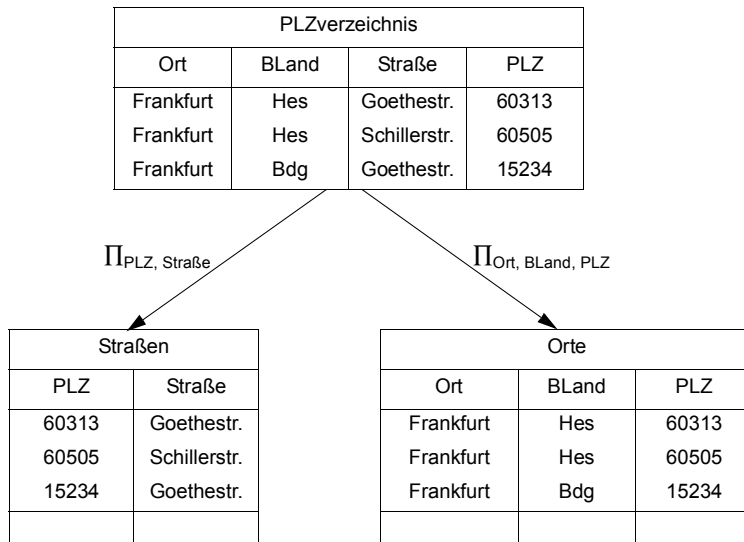 PLZverzeichnis
Ort BLand Straße PLZ
Frankfurt Hes Goethestr. 60313
Frankfurt Hes Schillerstr. 60505
Frankfurt Bdg Goethestr. 15234
Π PLZ, Straße
Π Ort, BLand, PLZ
Straßen
PLZ Straße
60313 Goethestr.
60505 Schillerstr.
15234 Goethestr.
Orte
Ort BLand PLZ
Frankfurt Hes 60313
Frankfurt Hes 60505
Frankfurt Bdg 15234